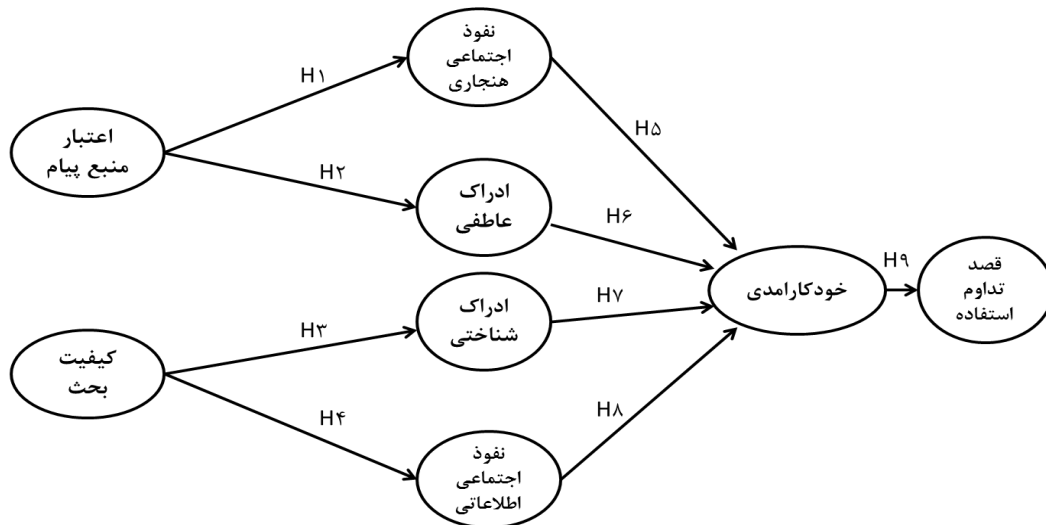 نفوذ
اجتماعی
هنجاری
H۱
H۵
اعتبار
منبع پیام
H۲
ادراک
عاطفی
H۶
خودکارامدی
H۹
قصد
تداوم
استفاده
ادراک
شناختی
H۷
H۳
کیفیت
بحث
H۴
H۸
نفوذ
اجتماعی
اطلاعاتی